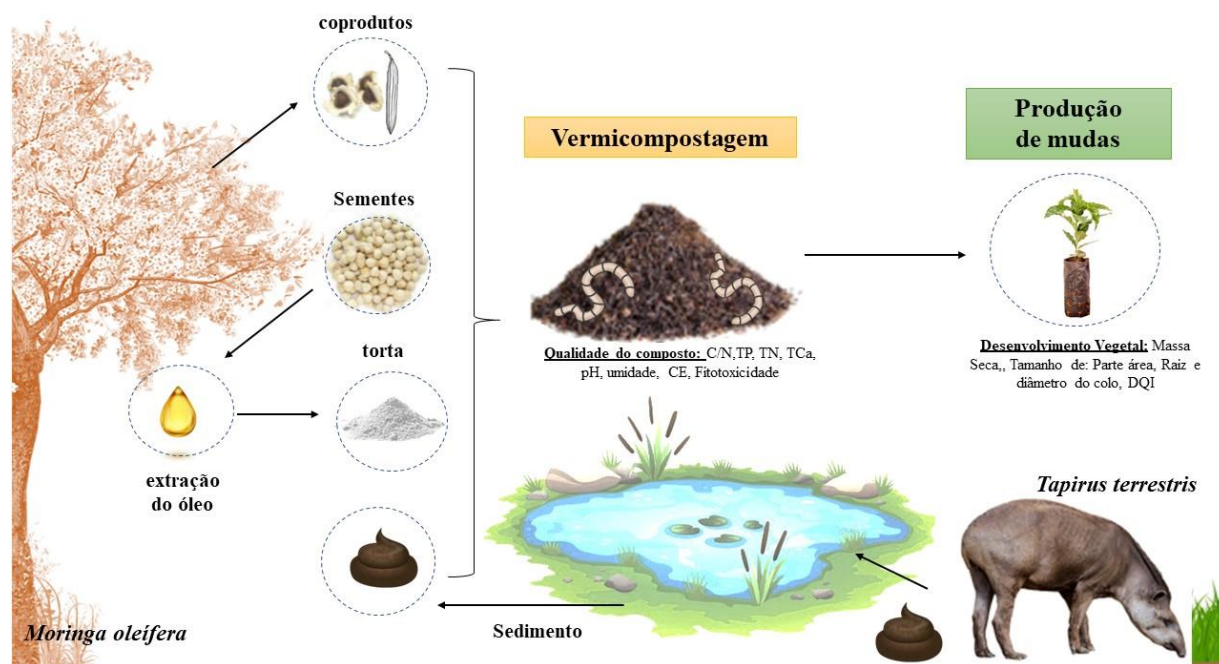 coprodutos
Sementes
torta
extração
do óleo
Moringa oleífera
Vermicompostagem
Qualidade do composto: C/N,TP, TN, TCa,
pH, umidade, CE, Fitotoxicidade
Produção
de mudas
Desenvolvimento Vegetal: Massa
Seca,, Tamanho de: Parte área, Raiz e
diâmetro do colo, DQI
Tapirus terrestris
Sedimento